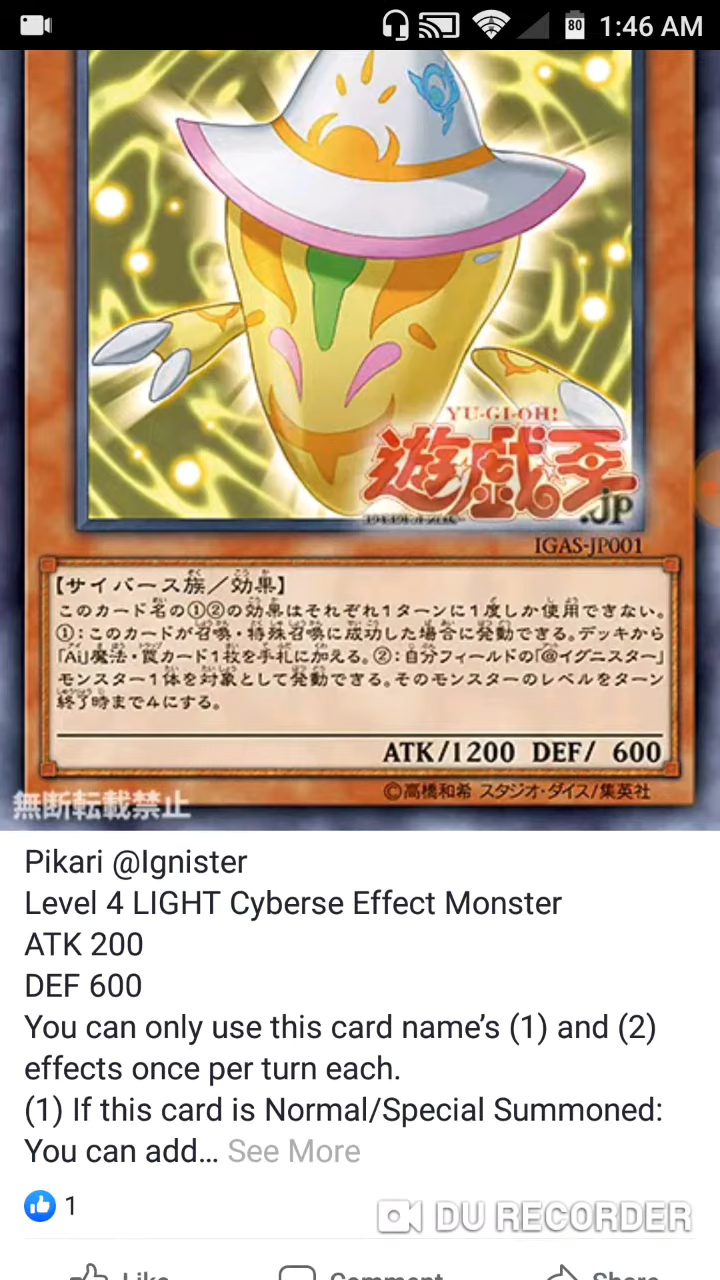 80 1:46 AM
YU-GI-OH!
遊戯王.jp
IGAS-JP001
【サイバース族／効果】
このカード名の①②の効果はそれぞれ1ターンに1度しか使用できない。
①：このカードが召喚・特殊召喚に成功した場合に発動できる。デッキから
「Ai」魔法・罠カード1枚を手札に加える。②：自分フィールドの「@イグニスター」
モンスター1体を対象として発動できる。そのモンスターのレベルをターン
終了時まで4にする。
ATK/1200 DEF/ 600
©高橋和希 スタジオ・ダイス/集英社
無断転載禁止
Pikari @Ignister
Level 4 LIGHT Cyberse Effect Monster
ATK 200
DEF 600
You can only use this card name’s (1) and (2)
effects once per turn each.
(1) If this card is Normal/Special Summoned:
You can add... See More
1
DU RECORDER
Like Comment Share